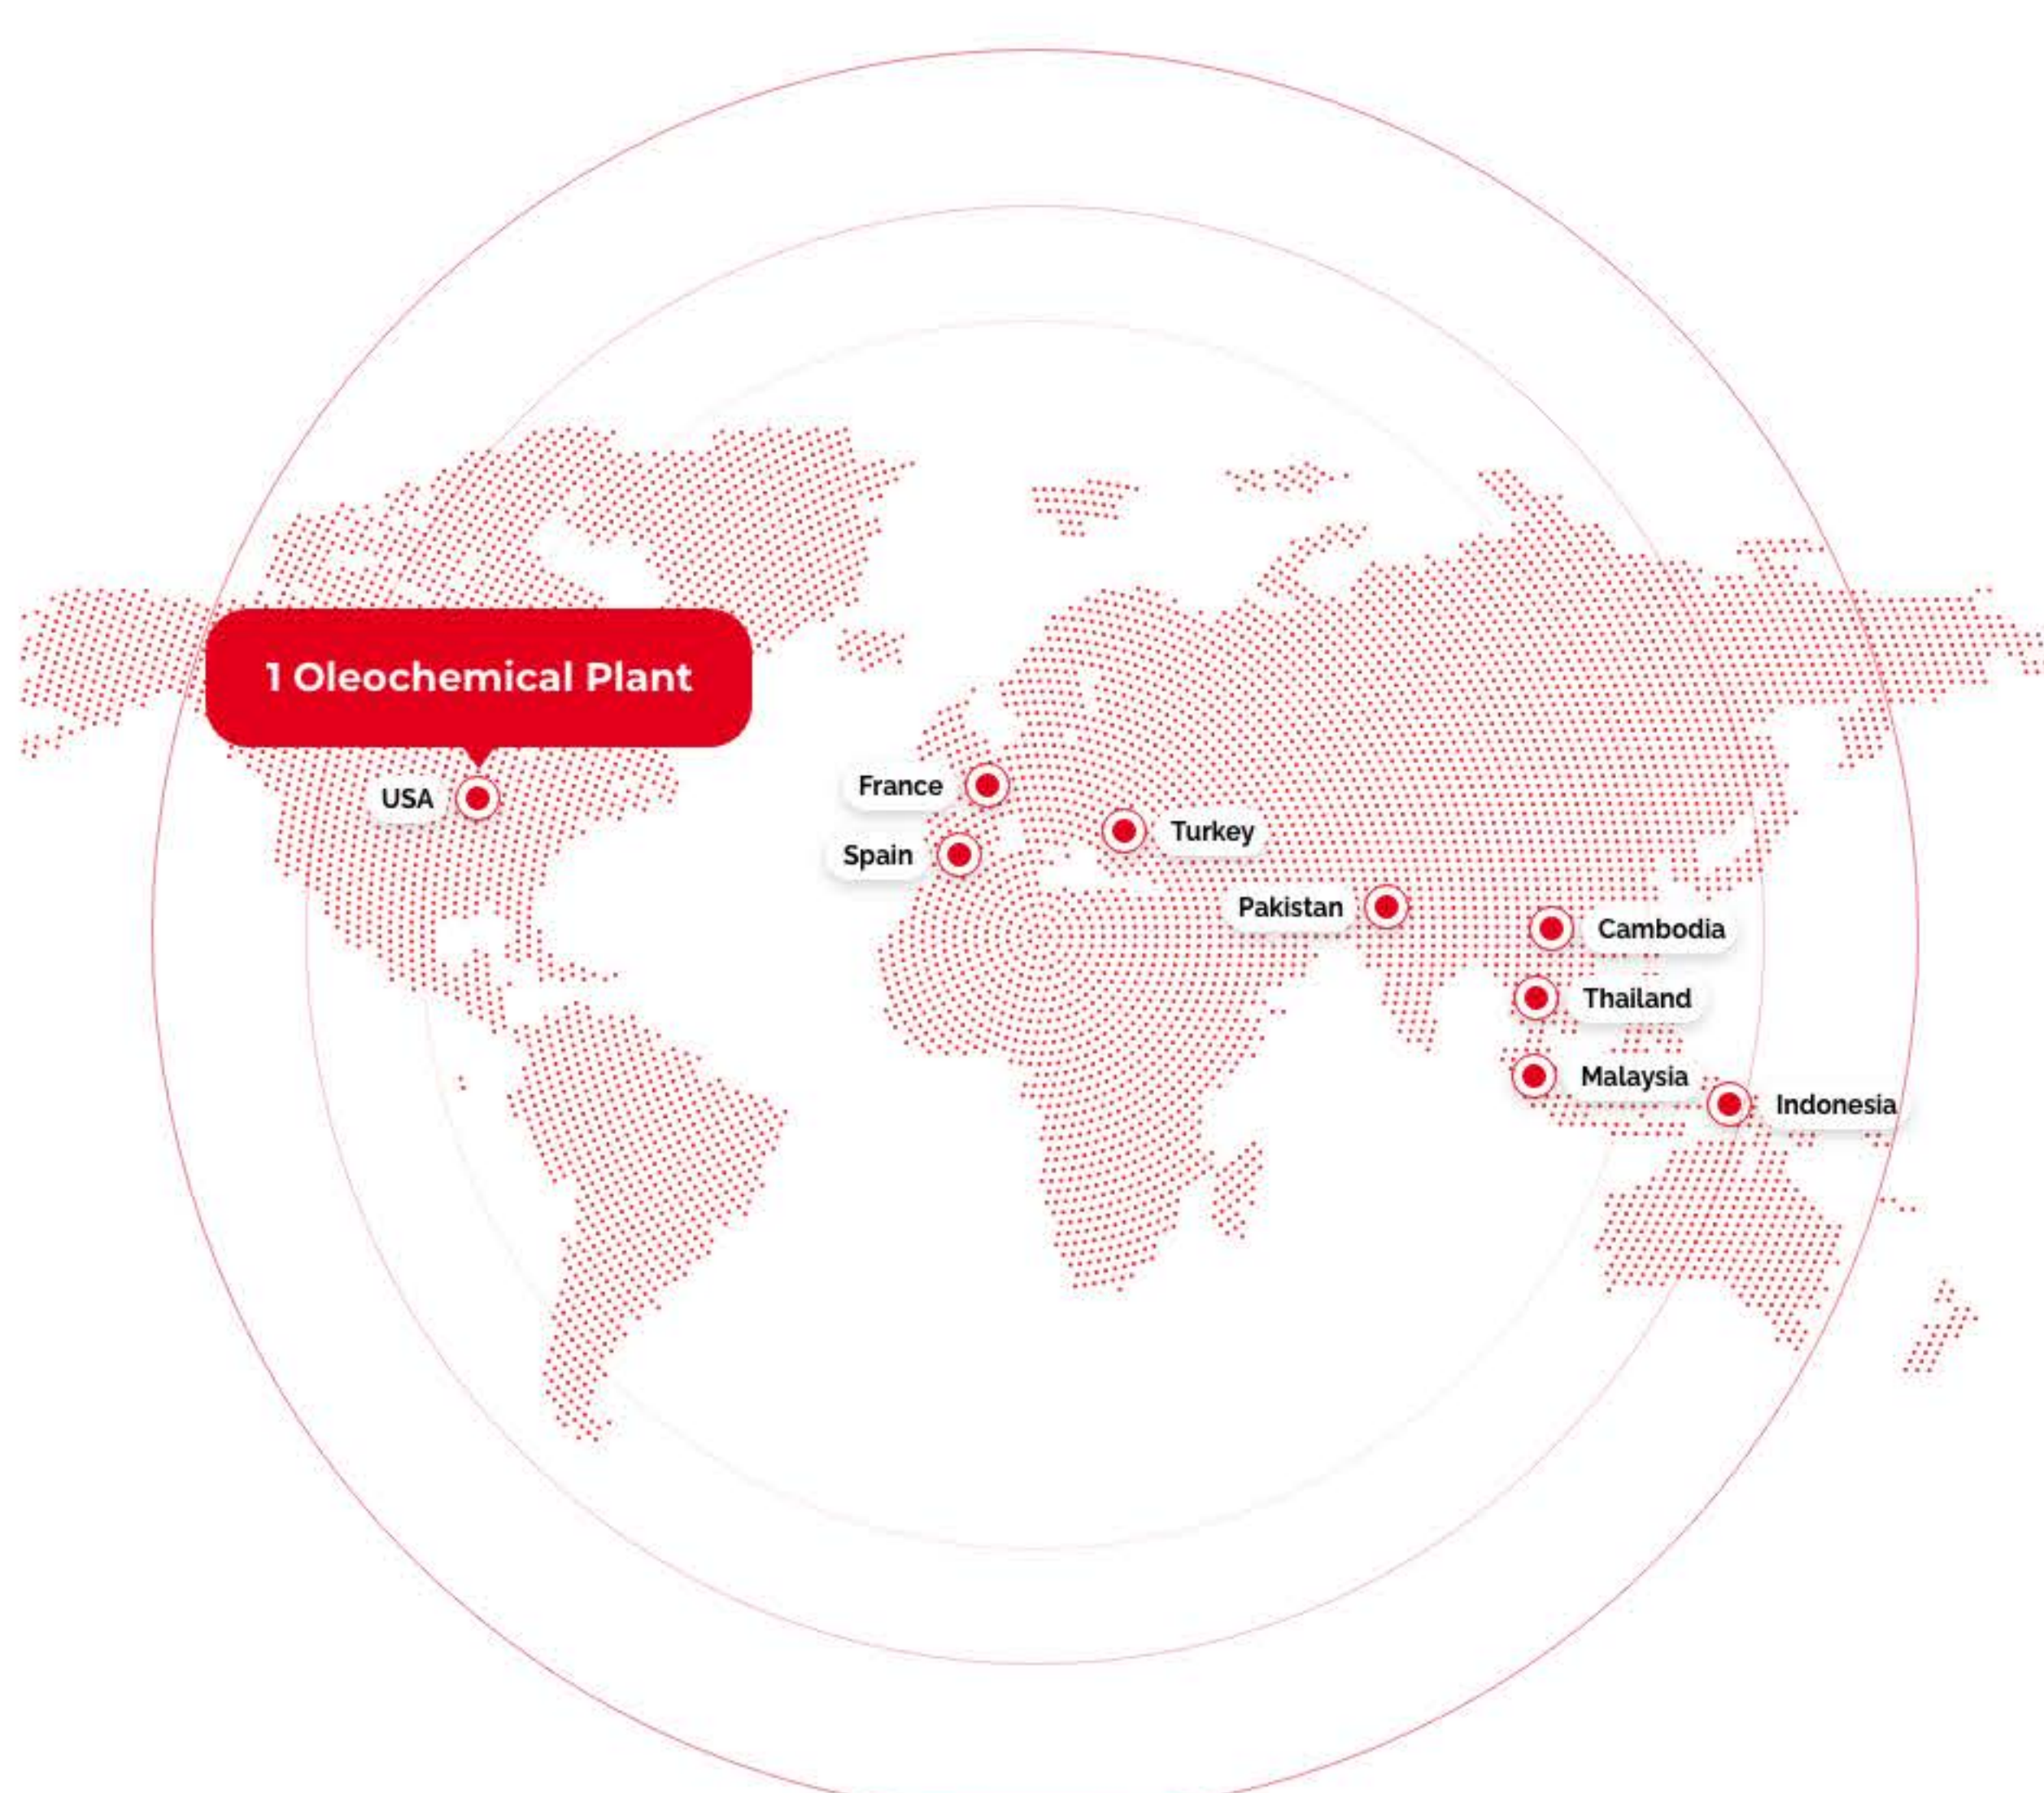 1 Oleochemical Plant
USA
France
Spain
Turkey
Pakistan
Cambodia
Thailand
Malaysia
Indonesia